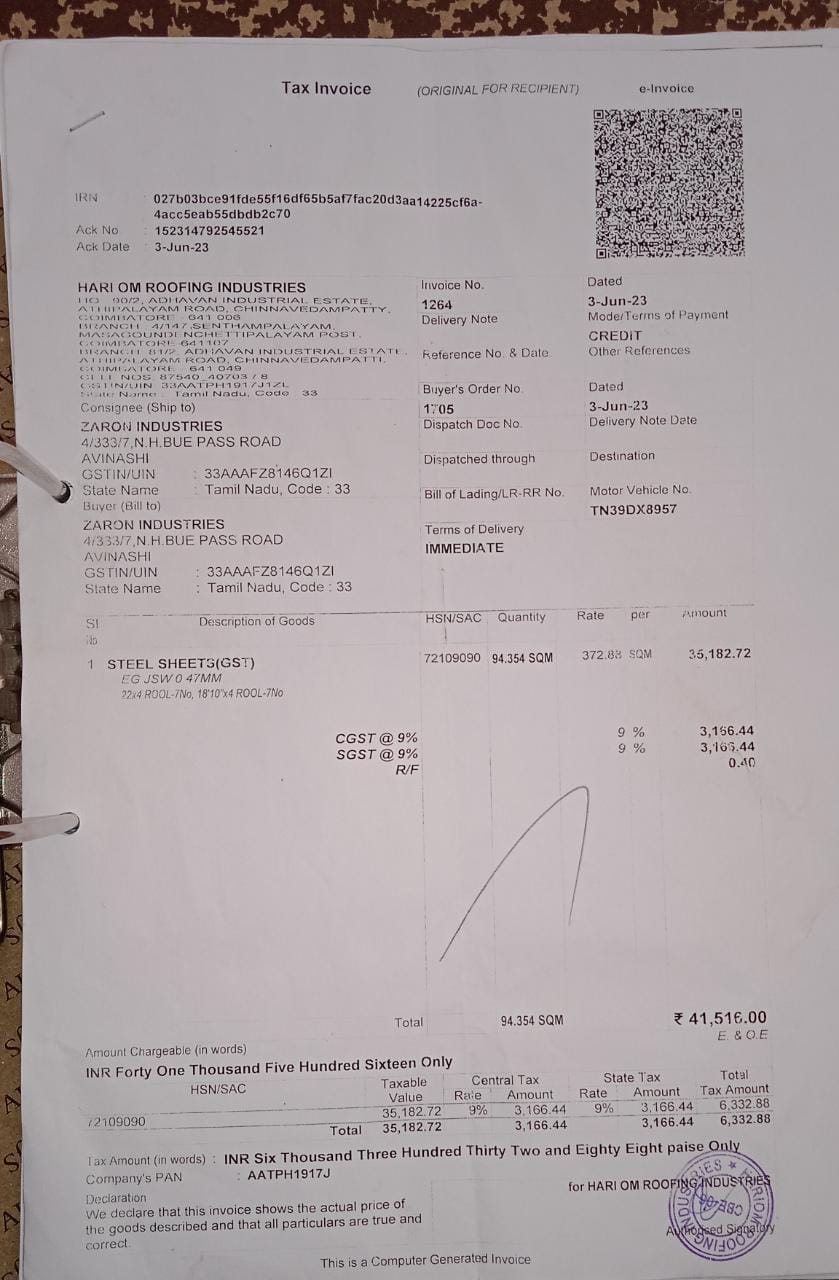 Tax Invoice (ORIGINAL FOR RECIPIENT) e-Invoice
IRN : 027b03bce91fde55f16df65b5af7fac20d3aa14225cf6a-
4acc5eab55dbdb2c70
Ack No : 152314792545521
Ack Date : 3-Jun-23
HARI OM ROOFING INDUSTRIES
HO 90/2, ADHAVAN INDUSTRIAL ESTATE,
ATHIPALAYAM ROAD, CHINNAVEDAMPATTY,
COIMBATORE 641 006
BRANCH 4/147,SENTHAMPALAYAM,
MASAGOUNDENCHETTIPALAYAM POST,
COIMBATORE-641107
BRANCH 81/2, ADHAVAN INDUSTRIAL ESTATE,
ATHIPALAYAM ROAD, CHINNAVEDAMPATTI,
COIMBATORE 641 049
CELL NOS 87540 40703 / 8
GSTIN/UIN: 33AATPH1917J1ZL
State Name : Tamil Nadu, Code : 33
Invoice No.
1264
Dated
3-Jun-23
Delivery Note
Mode/Terms of Payment
CREDIT
Reference No. & Date.
Other References
Buyer's Order No.
1705
Dated
3-Jun-23
Dispatch Doc No.
Delivery Note Date
Dispatched through
Destination
Bill of Lading/LR-RR No.
Motor Vehicle No.
TN39DX8957
Terms of Delivery
IMMEDIATE
Consignee (Ship to)
ZARON INDUSTRIES
4/333/7,N.H.BUE PASS ROAD
AVINASHI
GSTIN/UIN : 33AAAFZ8146Q1ZI
State Name : Tamil Nadu, Code : 33
Buyer (Bill to)
ZARON INDUSTRIES
4/333/7,N.H.BUE PASS ROAD
AVINASHI
GSTIN/UIN : 33AAAFZ8146Q1ZI
State Name : Tamil Nadu, Code : 33
Sl Description of Goods HSN/SAC Quantity Rate per Amount
No
1 STEEL SHEETS(GST) 72109090 94.354 SQM 372.88 SQM 35,182.72
EG JSW 0 47MM
22x4 ROOL-7No, 18'10"x4 ROOL-7No
CGST @ 9% 9 % 3,166.44
SGST @ 9% 9 % 3,166.44
R/F 0.40
Total 94.354 SQM ₹ 41,516.00
E. & O.E
Amount Chargeable (in words)
INR Forty One Thousand Five Hundred Sixteen Only
HSN/SAC Taxable Central Tax State Tax Total
Value Rate Amount Rate Amount Tax Amount
72109090 35,182.72 9% 3,166.44 9% 3,166.44 6,332.88
Total 35,182.72 3,166.44 3,166.44 6,332.88
Tax Amount (in words) : INR Six Thousand Three Hundred Thirty Two and Eighty Eight paise Only
Company's PAN : AATPH1917J
Declaration
We declare that this invoice shows the actual price of
the goods described and that all particulars are true and
correct.
for HARI OM ROOFING INDUSTRIES
Authorised Signatory
This is a Computer Generated Invoice